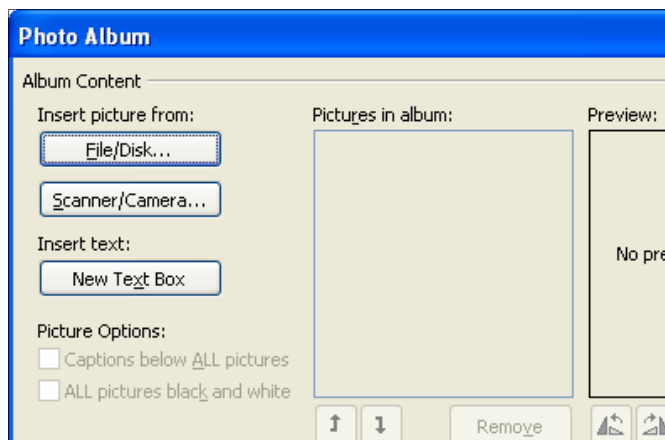 Photo Album
Album Content
Insert picture from:
File/Disk...
Scanner/Camera...
Insert text:
New Text Box
Picture Options:
Captions below ALL pictures
ALL pictures black and white
Pictures in album:
Remove
Preview:
No pre